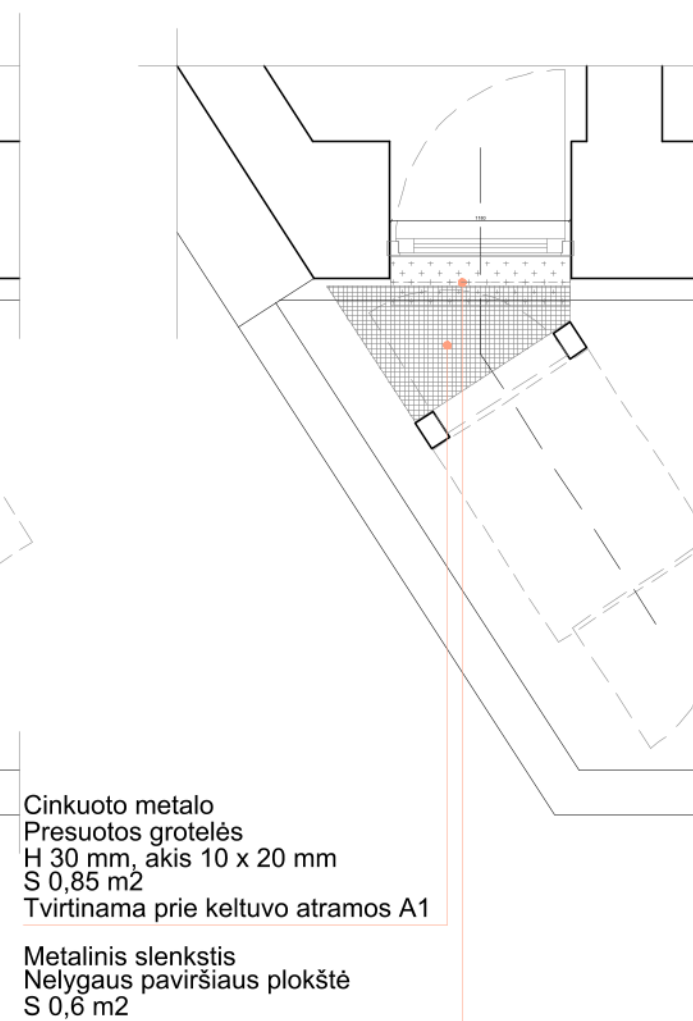 1100
Cinkuoto metalo
Presuotos grotelės
H 30 mm, akis 10 x 20 mm
S 0,85 m2
Tvirtinama prie keltuvo atramos A1
Metalinis slenkstis
Nelygaus paviršiaus plokštė
S 0,6 m2